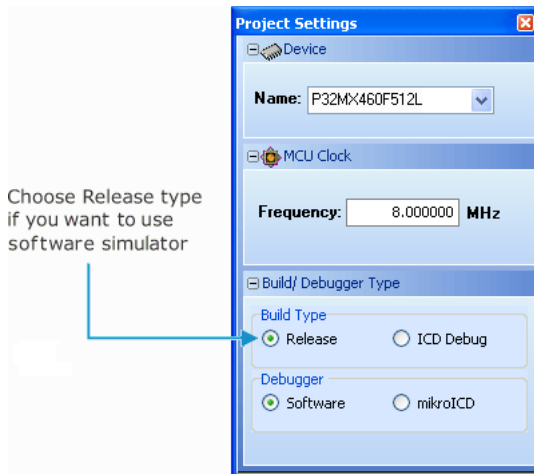 Project Settings
Device
Name: P32MX460F512L
MCU Clock
Frequency: 8.000000 MHz
Choose Release type
if you want to use
software simulator
Build/ Debugger Type
Build Type
Release ICD Debug
Debugger
Software mikroICD